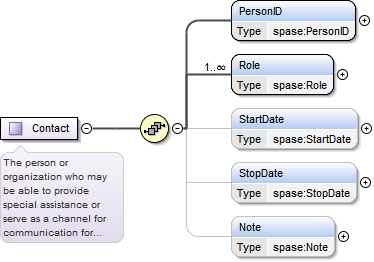 PersonID
Type spase:PersonID
1..∞
Role
Type spase:Role
Contact
StartDate
Type spase:StartDate
The person or
organization who may
be able to provide
special assistance or
serve as a channel for
communication for...
StopDate
Type spase:StopDate
Note
Type spase:Note